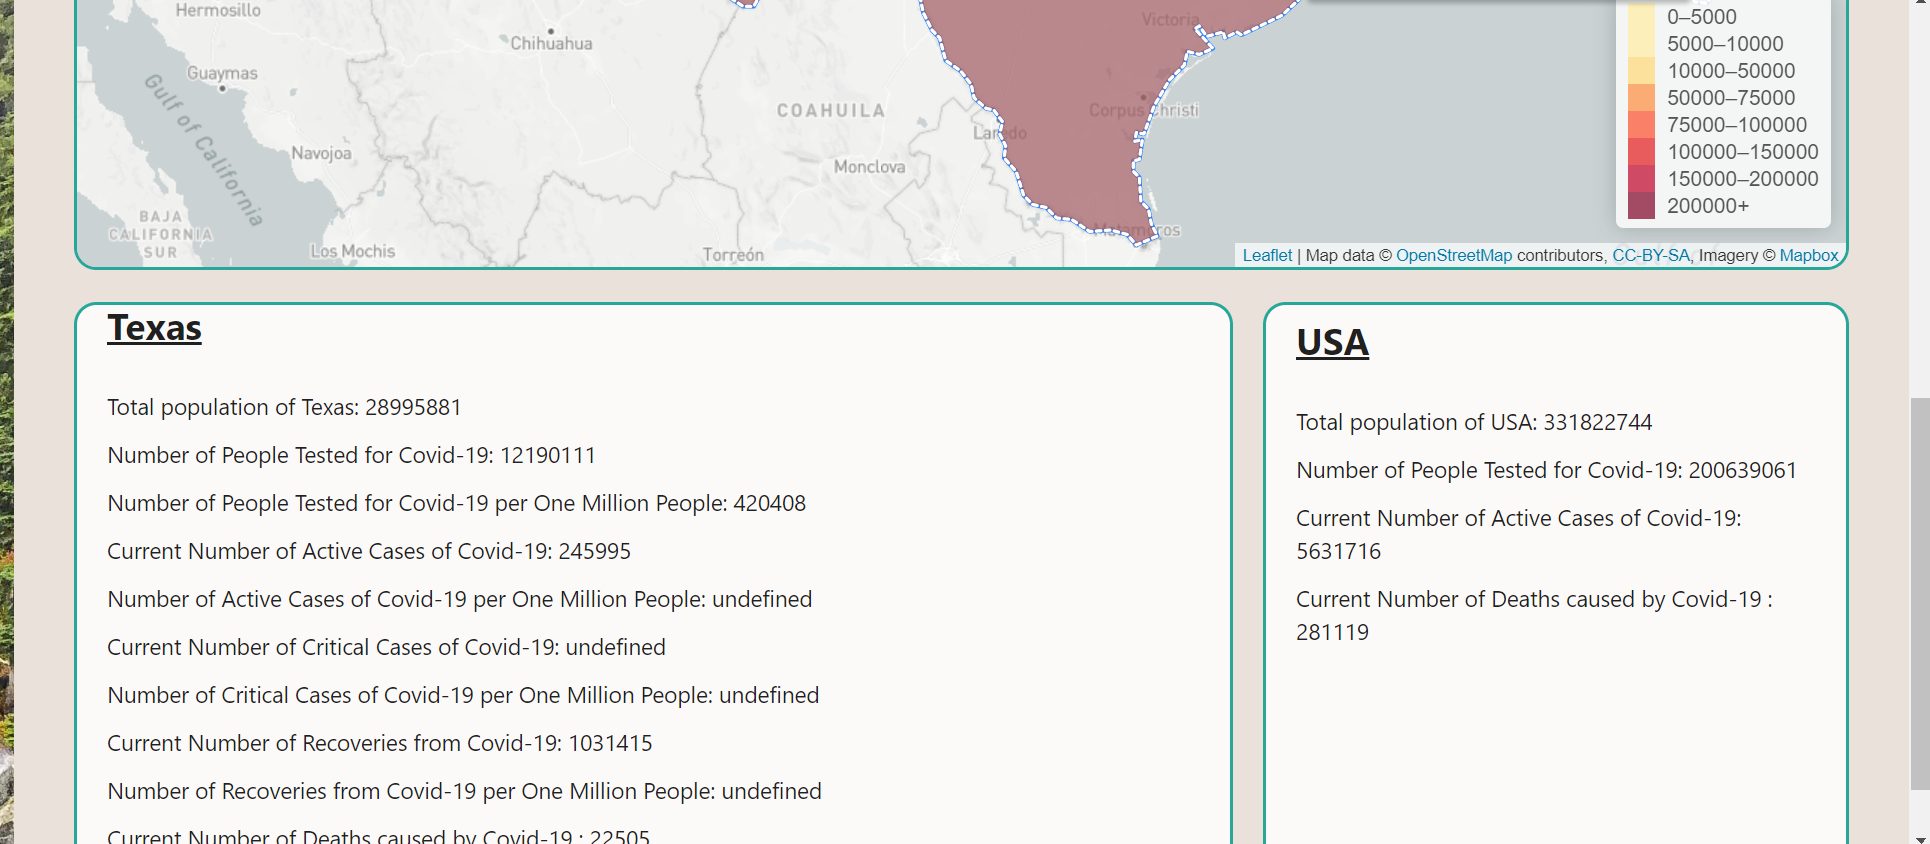 Hermosillo
Victoria
Chihuahua
Guaymas
Gulf of California
COAHUILA
Corpus Christi
Laredo
Navojoa
Monclova
BAJA
CALIFORNIA
SUR
Los Mochis
Torreón
Matamoros
0–5000
5000–10000
10000–50000
50000–75000
75000–100000
100000–150000
150000–200000
200000+
Leaflet | Map data © OpenStreetMap contributors, CC-BY-SA, Imagery © Mapbox
Texas
Total population of Texas: 28995881
Number of People Tested for Covid-19: 12190111
Number of People Tested for Covid-19 per One Million People: 420408
Current Number of Active Cases of Covid-19: 245995
Number of Active Cases of Covid-19 per One Million People: undefined
Current Number of Critical Cases of Covid-19: undefined
Number of Critical Cases of Covid-19 per One Million People: undefined
Current Number of Recoveries from Covid-19: 1031415
Number of Recoveries from Covid-19 per One Million People: undefined
Current Number of Deaths caused by Covid-19 : 22505
USA
Total population of USA: 331822744
Number of People Tested for Covid-19: 200639061
Current Number of Active Cases of Covid-19:
5631716
Current Number of Deaths caused by Covid-19 :
281119